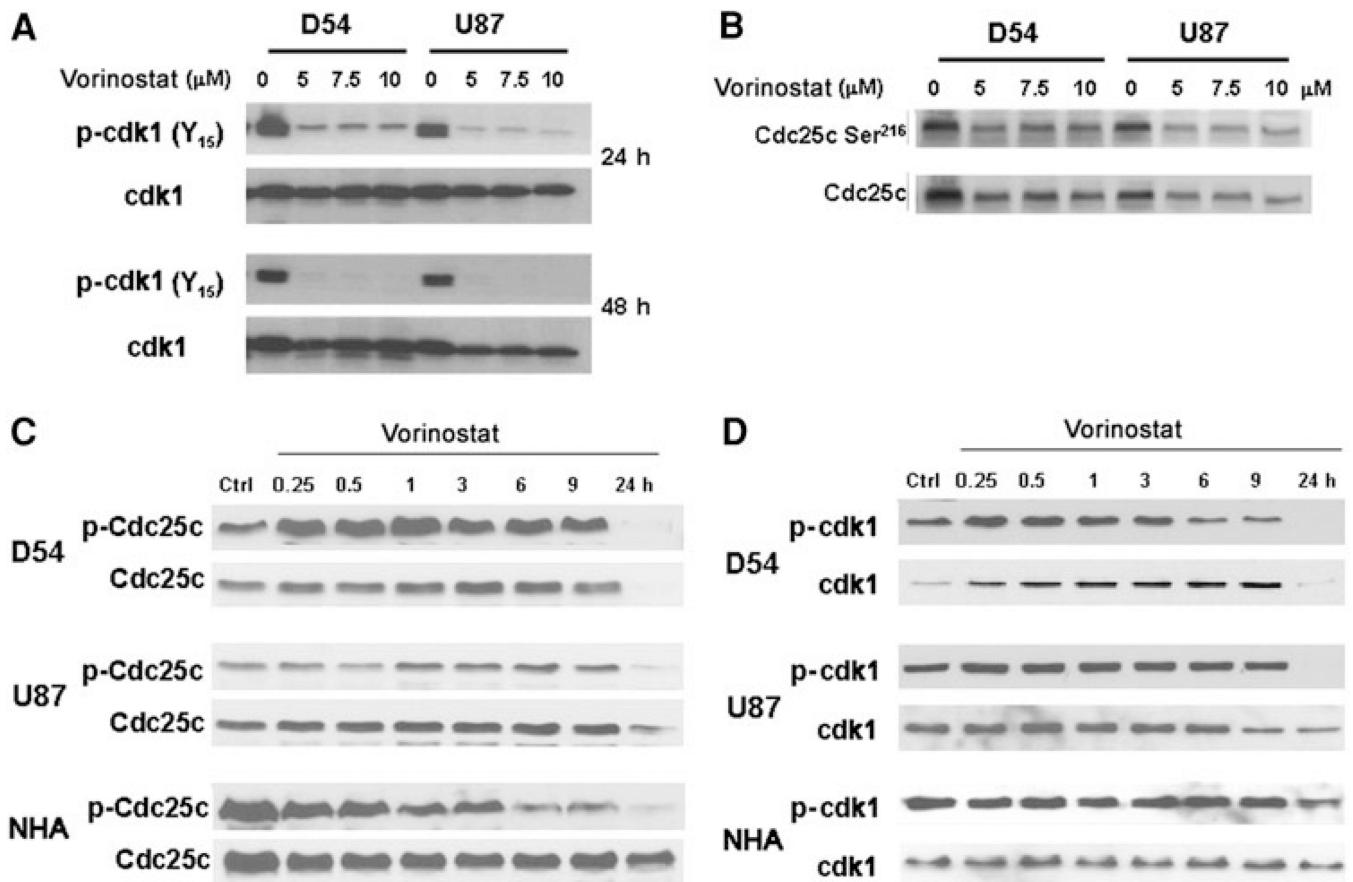 A
D54 U87
Vorinostat (μM) 0 5 7.5 10 0 5 7.5 10
p-cdk1 (Y15)
24 h
cdk1
p-cdk1 (Y15)
48 h
cdk1
B
D54 U87
Vorinostat (μM) 0 5 7.5 10 0 5 7.5 10 μM
Cdc25c Ser216
Cdc25c
C
Vorinostat
Ctrl 0.25 0.5 1 3 6 9 24 h
p-Cdc25c
D54
Cdc25c
p-Cdc25c
U87
Cdc25c
p-Cdc25c
NHA
Cdc25c
D
Vorinostat
Ctrl 0.25 0.5 1 3 6 9 24 h
p-cdk1
D54
cdk1
p-cdk1
U87
cdk1
p-cdk1
NHA
cdk1